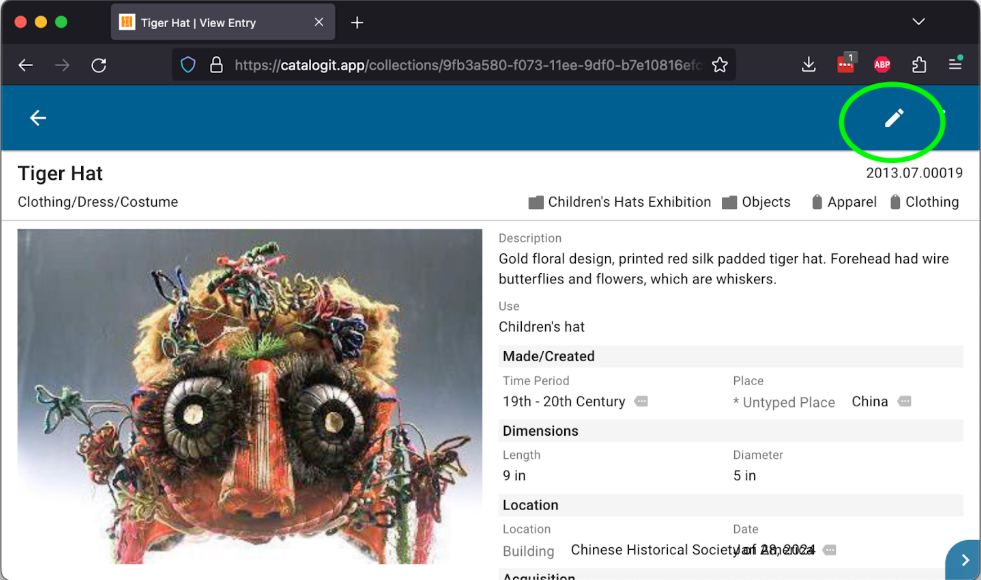 Tiger Hat | View Entry
https://catalogit.app/collections/9fb3a580-f073-11ee-9df0-b7e10816efc
1
ABP
Tiger Hat
2013.07.00019
Clothing/Dress/Costume
Children's Hats Exhibition Objects Apparel Clothing
Description
Gold floral design, printed red silk padded tiger hat. Forehead had wire
butterflies and flowers, which are whiskers.
Use
Children's hat
Made/Created
Time Period Place
19th - 20th Century * Untyped Place China
Dimensions
Length Diameter
9 in 5 in
Location
Location Date
Building Chinese Historical Society of America Jan 28, 2024
Acquisition